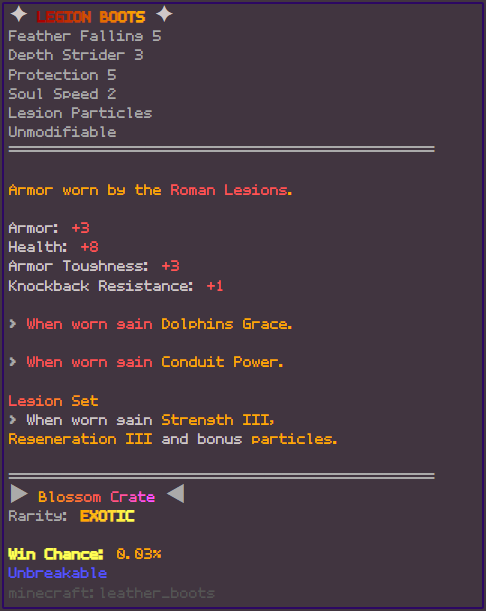 ✦ LEGION BOOTS ✦
Feather Falling 5
Depth Strider 3
Protection 5
Soul Speed 2
Legion Particles
Unmodifiable
Armor worn by the Roman Legions.
Armor: +3
Health: +8
Armor Toughness: +3
Knockback Resistance: +1
> When worn gain Dolphins Grace.
> When worn gain Conduit Power.
Legion Set
> When worn gain Strength III,
Regeneration III and bonus particles.
▶ Blossom Crate ◀
Rarity: EXOTIC
Win Chance: 0.03%
Unbreakable
minecraft:leather_boots